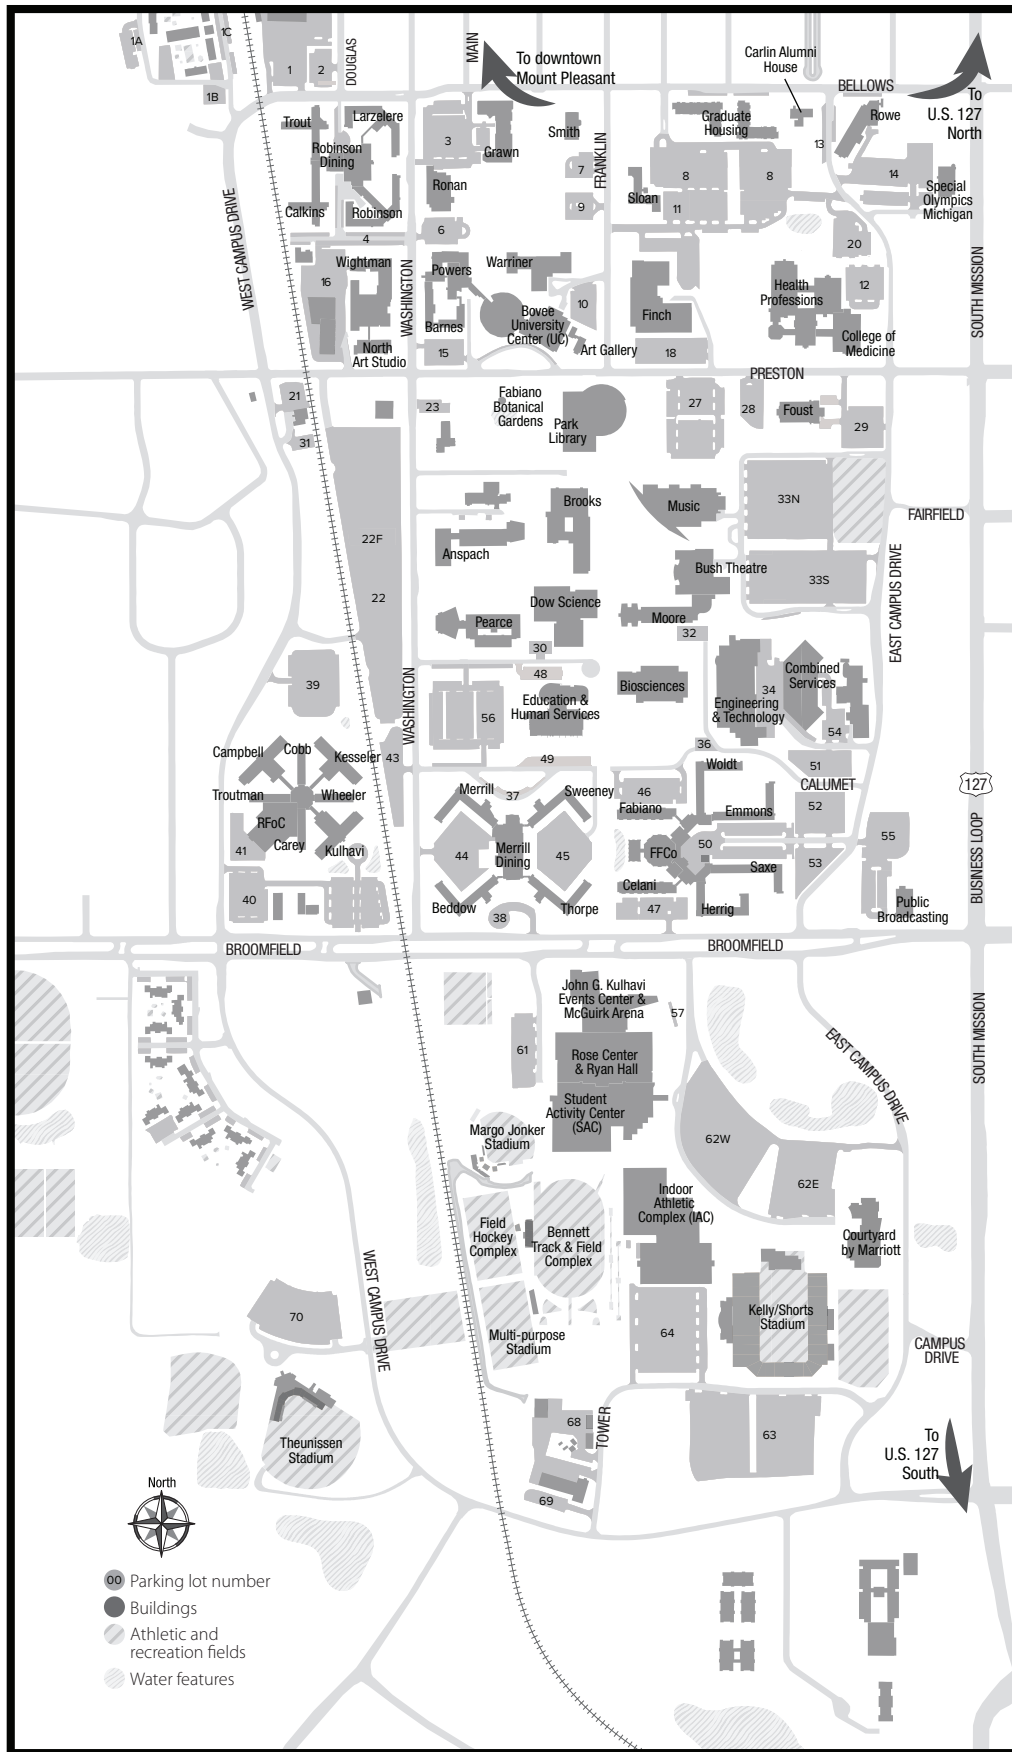 1A
1C
1
2
DOUGLAS
MAIN
To downtown
Mount Pleasant
Carlin Alumni
House
BELLOWS
To
U.S. 127
North
1B
Trout
Larzelere
Robinson
Dining
3
Grawn
Smith
FRANKLIN
Graduate
Housing
13
Rowe
7
8
8
14
Special
Olympics
Michigan
Ronan
Calkins
Robinson
9
Sloan
11
WEST CAMPUS DRIVE
4
6
20
Wightman
WASHINGTON
Powers
Warriner
16
10
Health
Professions
12
SOUTH MISSION
Barnes
Bovee
University
Center (UC)
Finch
North
Art Studio
15
Art Gallery
18
College of
Medicine
PRESTON
21
23
Fabiano
Botanical
Gardens
Park
Library
27
28
Foust
29
31
22F
22
Brooks
Music
33N
FAIRFIELD
Anspach
Bush Theatre
33S
EAST CAMPUS DRIVE
Dow Science
Pearce
Moore
32
30
48
39
WASHINGTON
56
Education &
Human Services
Biosciences
Engineering
& Technology
34
Combined
Services
54
36
Campbell
Cobb
Kesseler
43
49
Woldt
51
CALUMET
Troutman
Wheeler
Merrill
37
Sweeney
46
Fabiano
Emmons
52
127
BUSINESS LOOP
RFoC
Carey
41
Kulhavi
44
Merrill
Dining
45
FFCo
50
Saxe
53
55
40
Beddow
38
Thorpe
Celani
47
Herrig
Public
Broadcasting
BROOMFIELD
BROOMFIELD
John G. Kulhavi
Events Center &
McGuirk Arena
57
61
Rose Center
& Ryan Hall
EAST CAMPUS DRIVE
SOUTH MISSION
Student
Activity Center
(SAC)
Margo Jonker
Stadium
62W
62E
Indoor
Athletic
Complex (IAC)
Field
Hockey
Complex
Bennett
Track & Field
Complex
Courtyard
by Marriott
WEST CAMPUS DRIVE
70
Multi-purpose
Stadium
64
Kelly/Shorts
Stadium
CAMPUS
DRIVE
68
TOWER
63
Theunissen
Stadium
To
U.S. 127
South
North
69
00 Parking lot number
Buildings
Athletic and
recreation fields
Water features